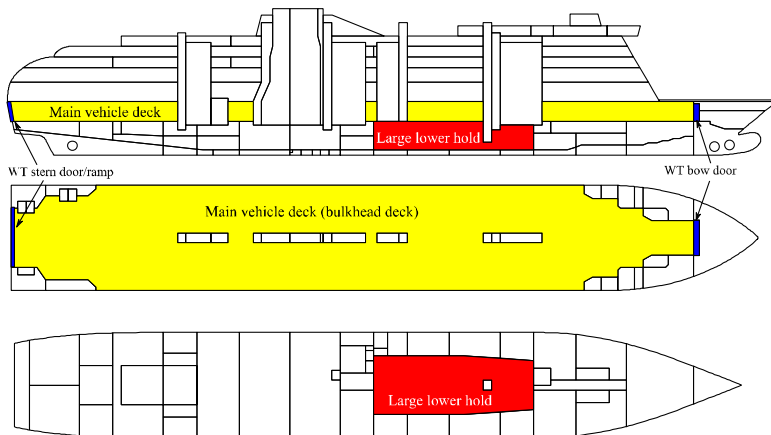 Main vehicle deck
Large lower hold
WT stern door/ramp
WT bow door
Main vehicle deck (bulkhead deck)
Large lower hold